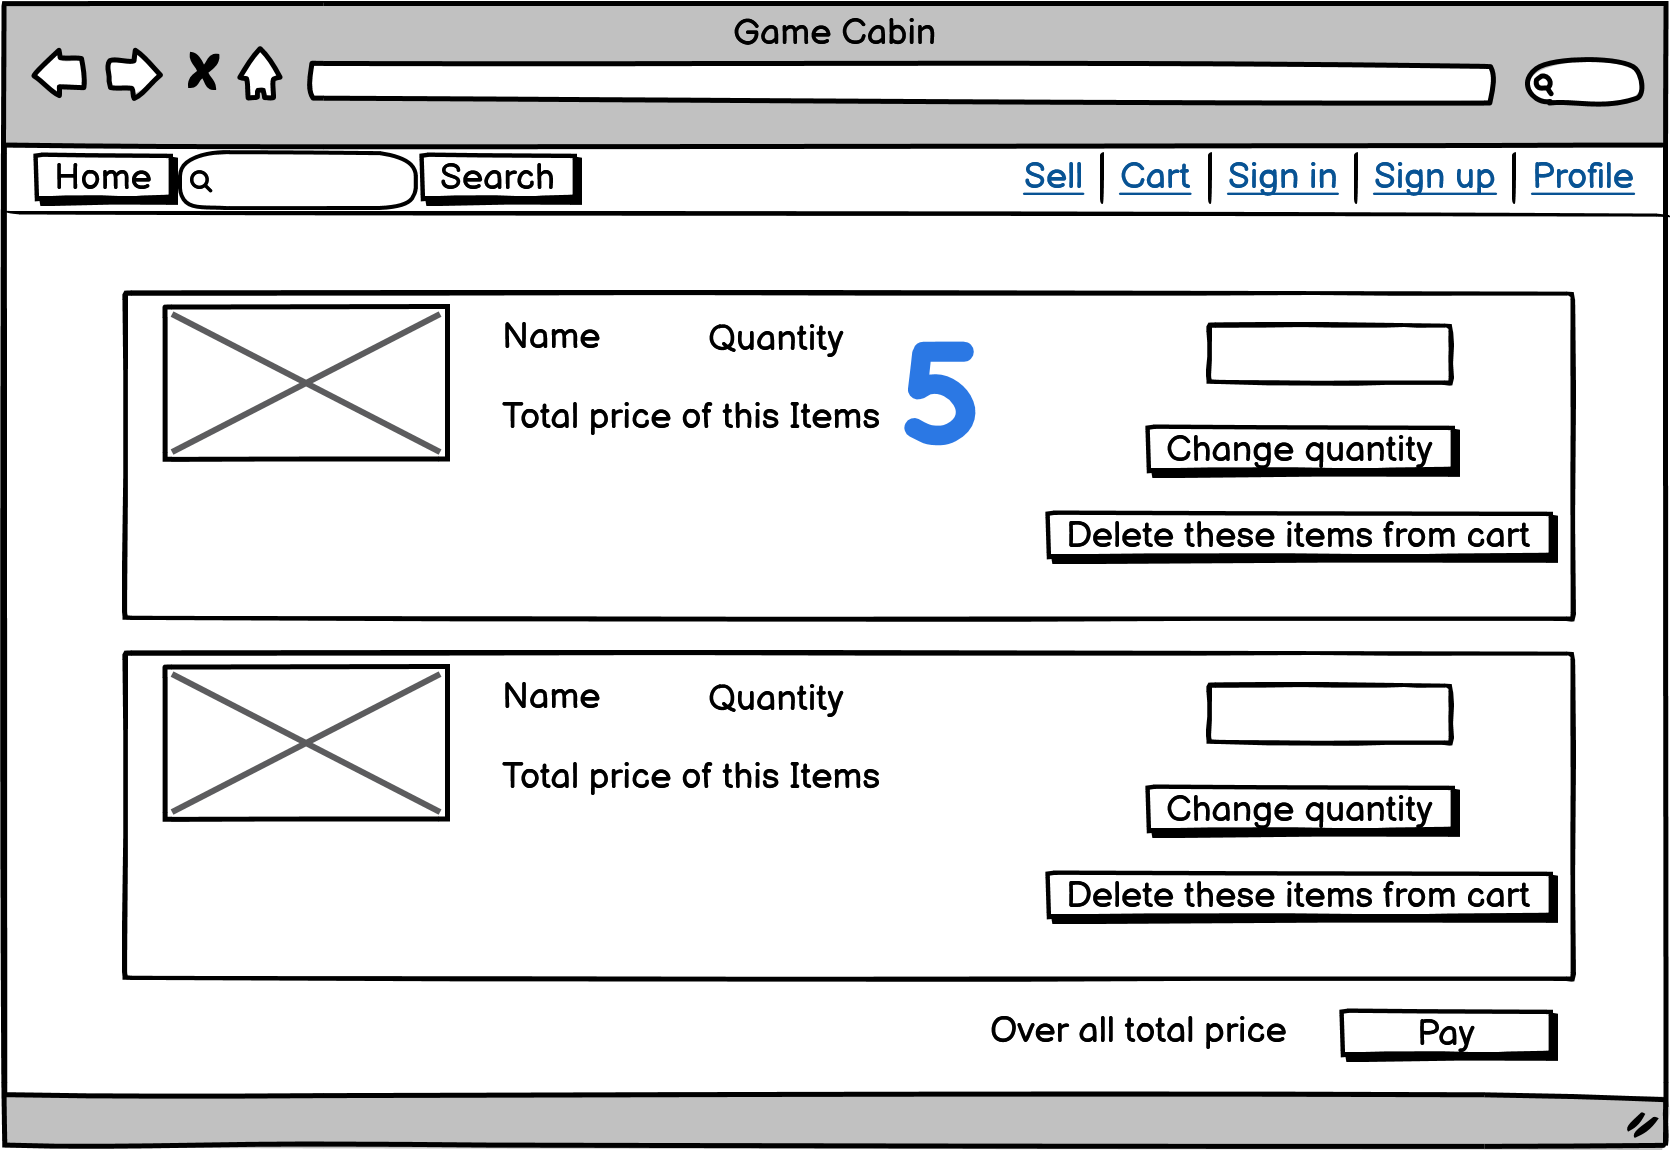 Game Cabin
Home Search Sell Cart Sign in Sign up Profile
Name Quantity 5
Total price of this Items
Change quantity
Delete these items from cart
Name Quantity
Total price of this Items
Change quantity
Delete these items from cart
Over all total price Pay